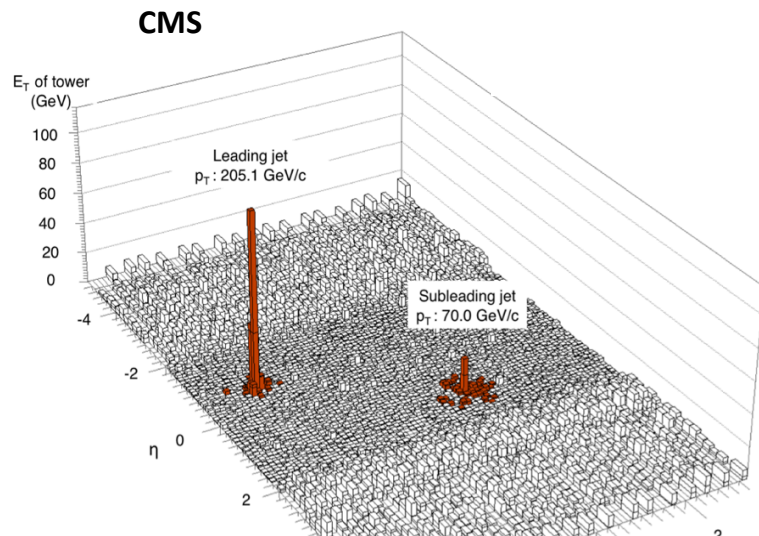 CMS
E_T of tower
(GeV)
100
80
60
40
20
0
Leading jet
p_T : 205.1 GeV/c
Subleading jet
p_T : 70.0 GeV/c
-4
-2
0
2
η